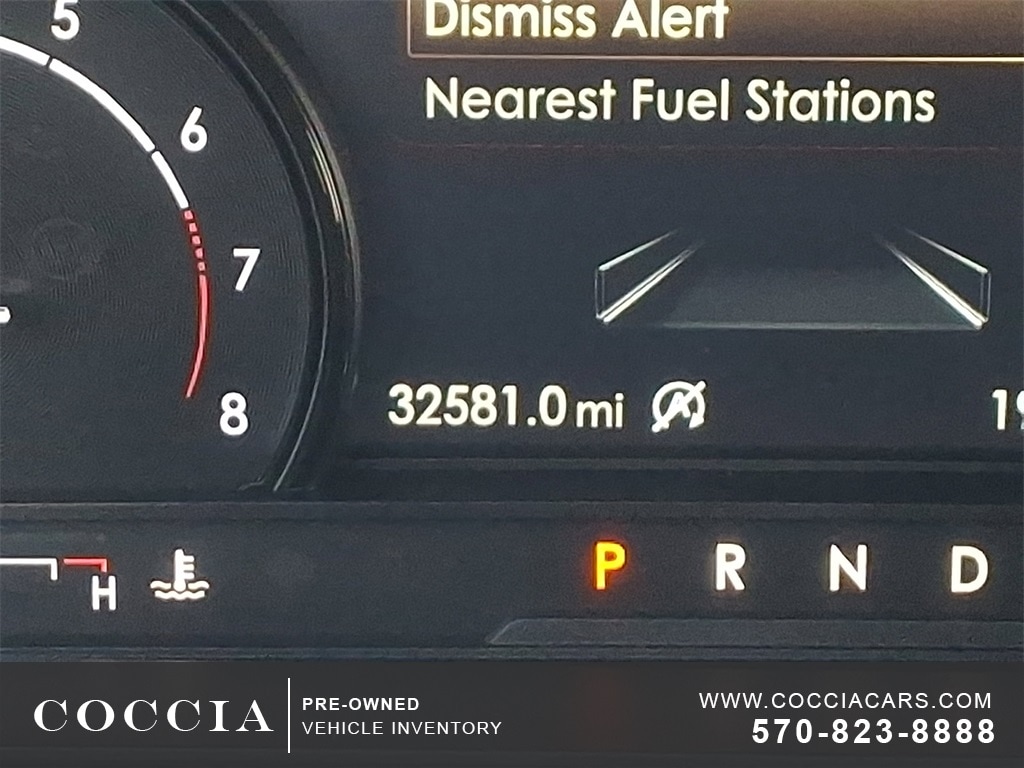 5
Dismiss Alert
Nearest Fuel Stations
6
7
8
32581.0 mi
H
P R N D
COCCIA
PRE-OWNED
VEHICLE INVENTORY
WWW.COCCIACARS.COM
570-823-8888